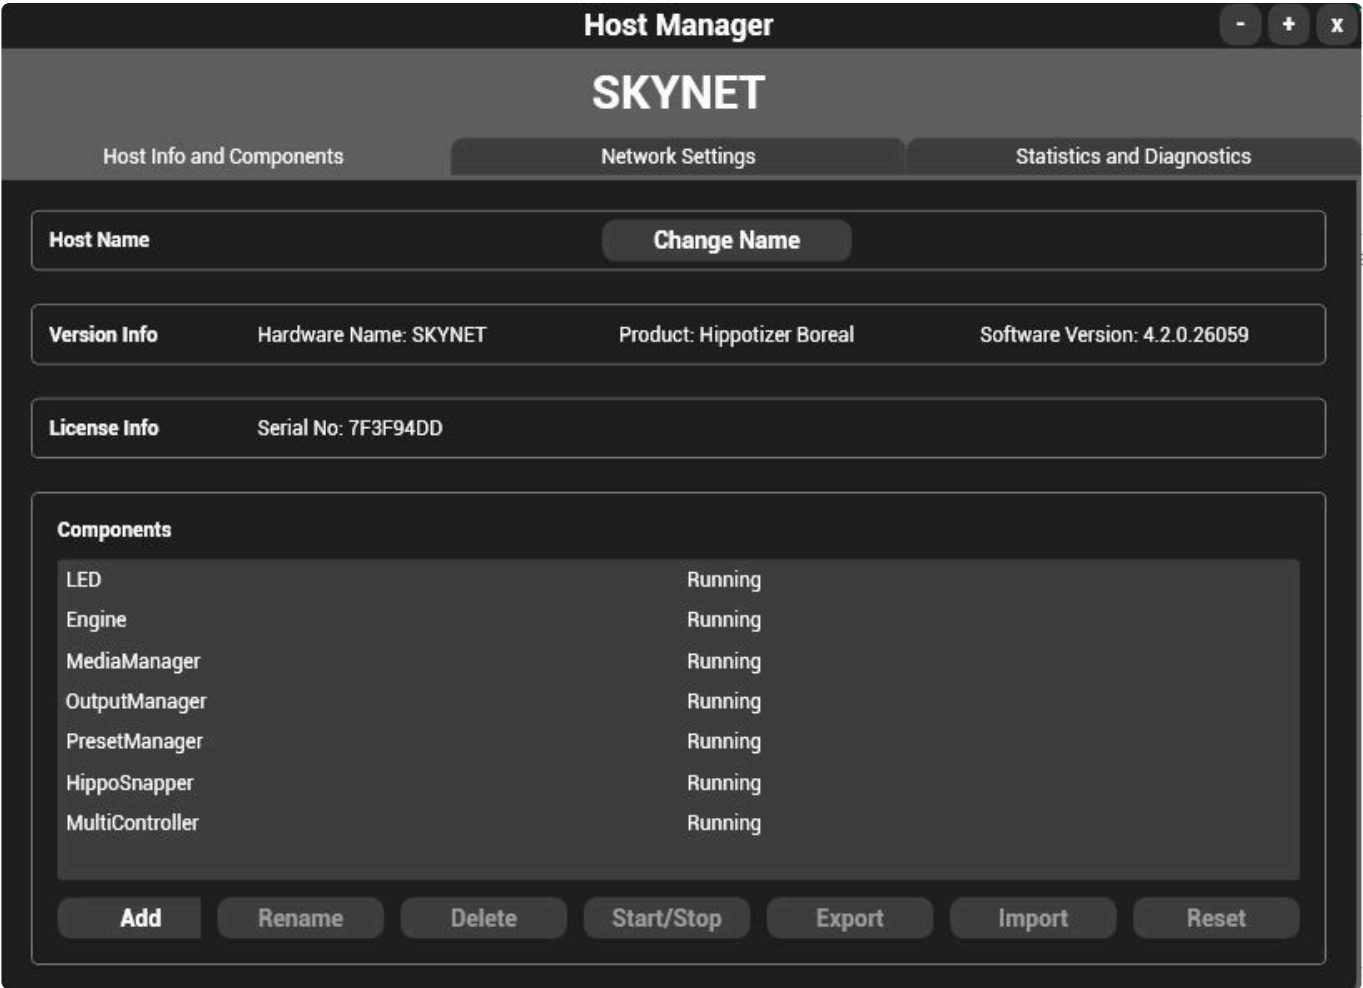 Host Manager - + x
SKYNET
Host Info and Components Network Settings Statistics and Diagnostics
Host Name Change Name
Version Info Hardware Name: SKYNET Product: Hippotizer Boreal Software Version: 4.2.0.26059
License Info Serial No: 7F3F94DD
Components
LED Running
Engine Running
MediaManager Running
OutputManager Running
PresetManager Running
HippoSnapper Running
MultiController Running
Add Rename Delete Start/Stop Export Import Reset